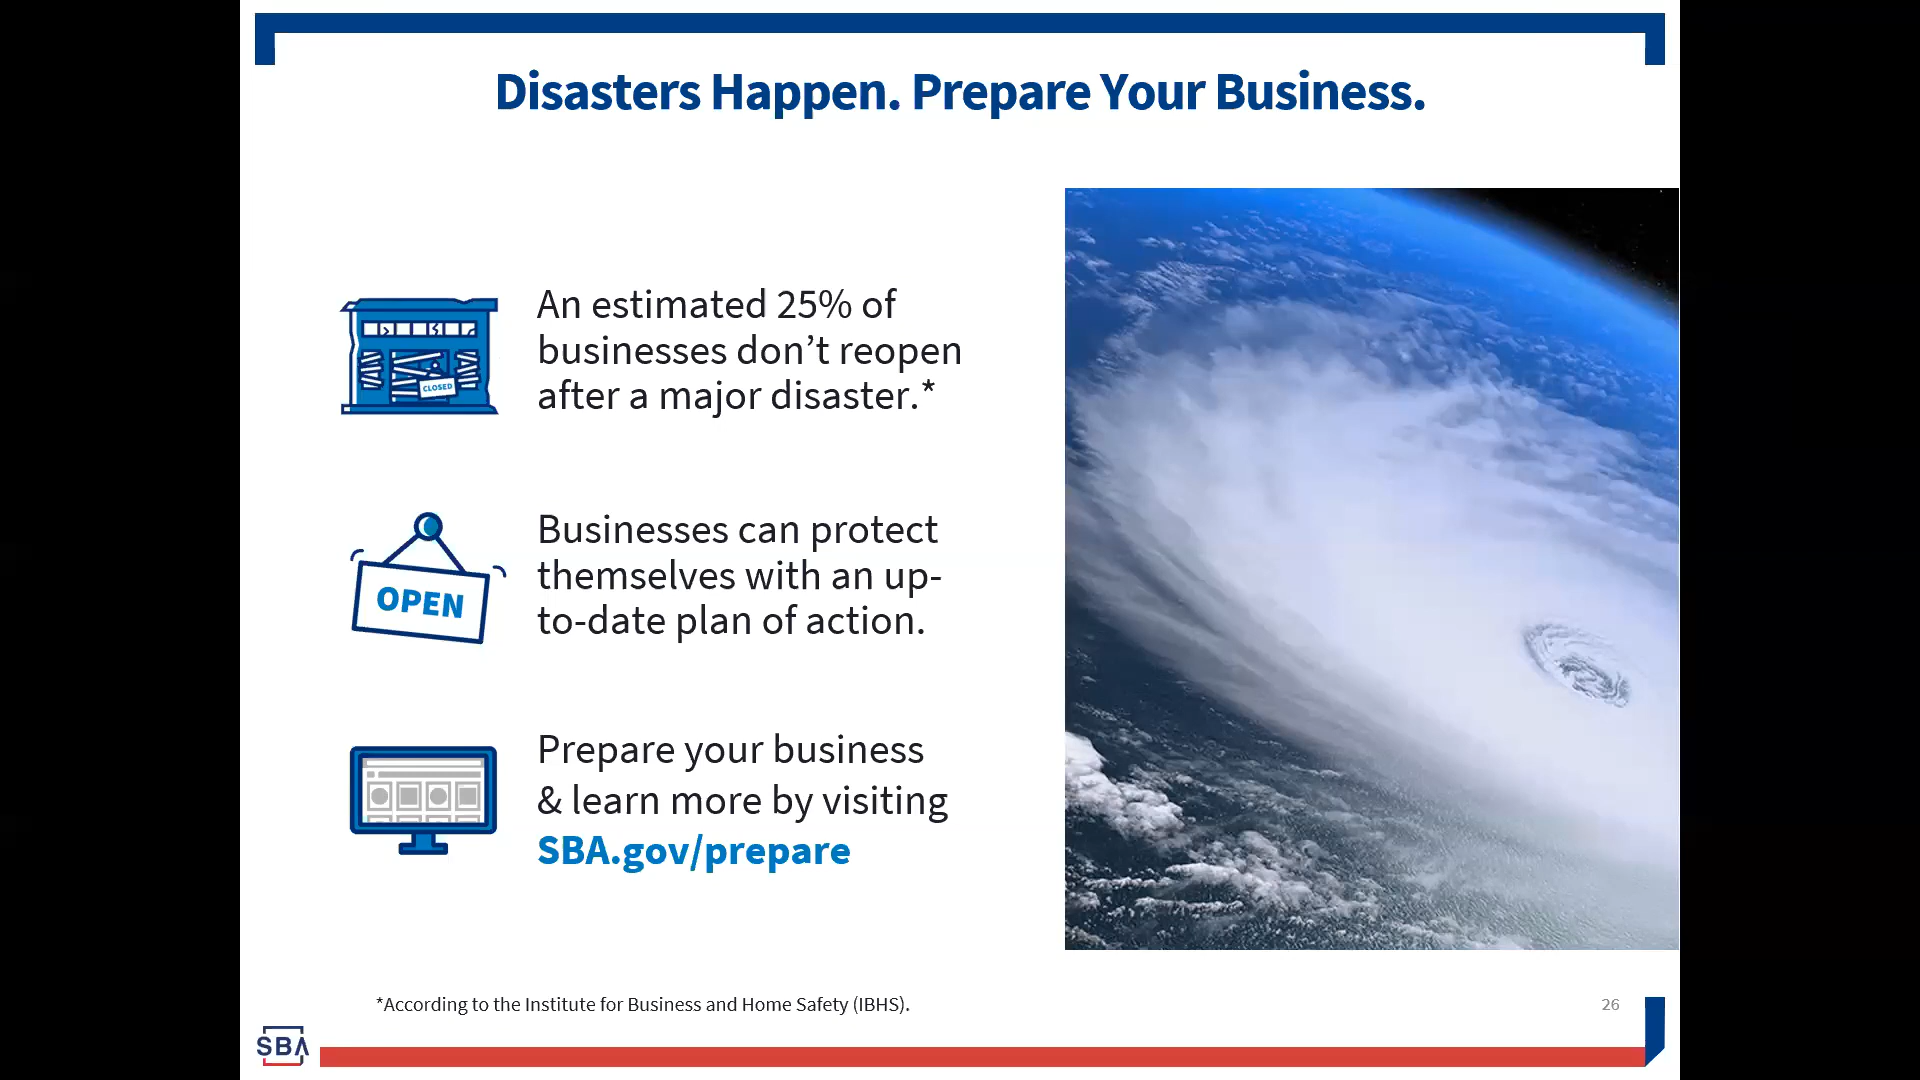 Disasters Happen. Prepare Your Business.
An estimated 25% of
businesses don’t reopen
after a major disaster.*
CLOSED
Businesses can protect
themselves with an up-
to-date plan of action.
OPEN
Prepare your business
& learn more by visiting
SBA.gov/prepare
*According to the Institute for Business and Home Safety (IBHS).
26
SBA